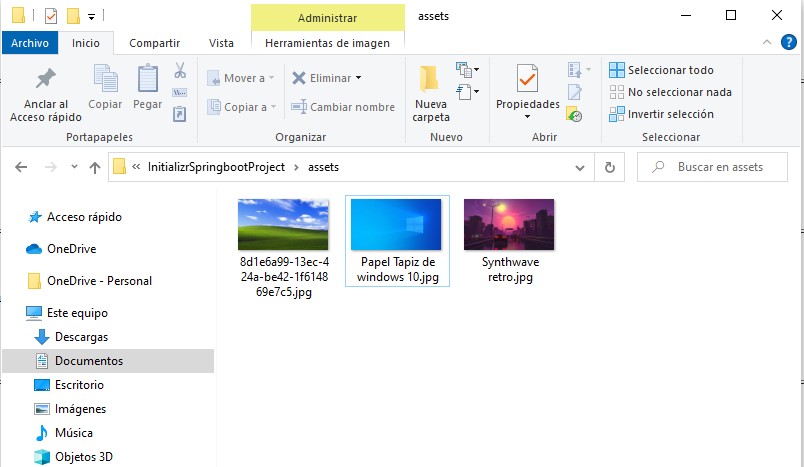 Administrar
assets
Archivo
Inicio
Compartir
Vista
Herramientas de imagen
?
Anclar al
Acceso rápido
Copiar
Pegar
Mover a
Copiar a
Eliminar
Cambiar nombre
Nueva
carpeta
Propiedades
Seleccionar todo
No seleccionar nada
Invertir selección
Portapapeles
Organizar
Nuevo
Abrir
Seleccionar
« InitializrSpringbootProject > assets
Buscar en assets
Acceso rápido
OneDrive
OneDrive - Personal
Este equipo
Descargas
Documentos
Escritorio
Imágenes
Música
Objetos 3D
8d1e6a99-13ec-4
24a-be42-1f6148
69e7c5.jpg
Papel Tapiz de
windows 10.jpg
Synthwave
retro.jpg